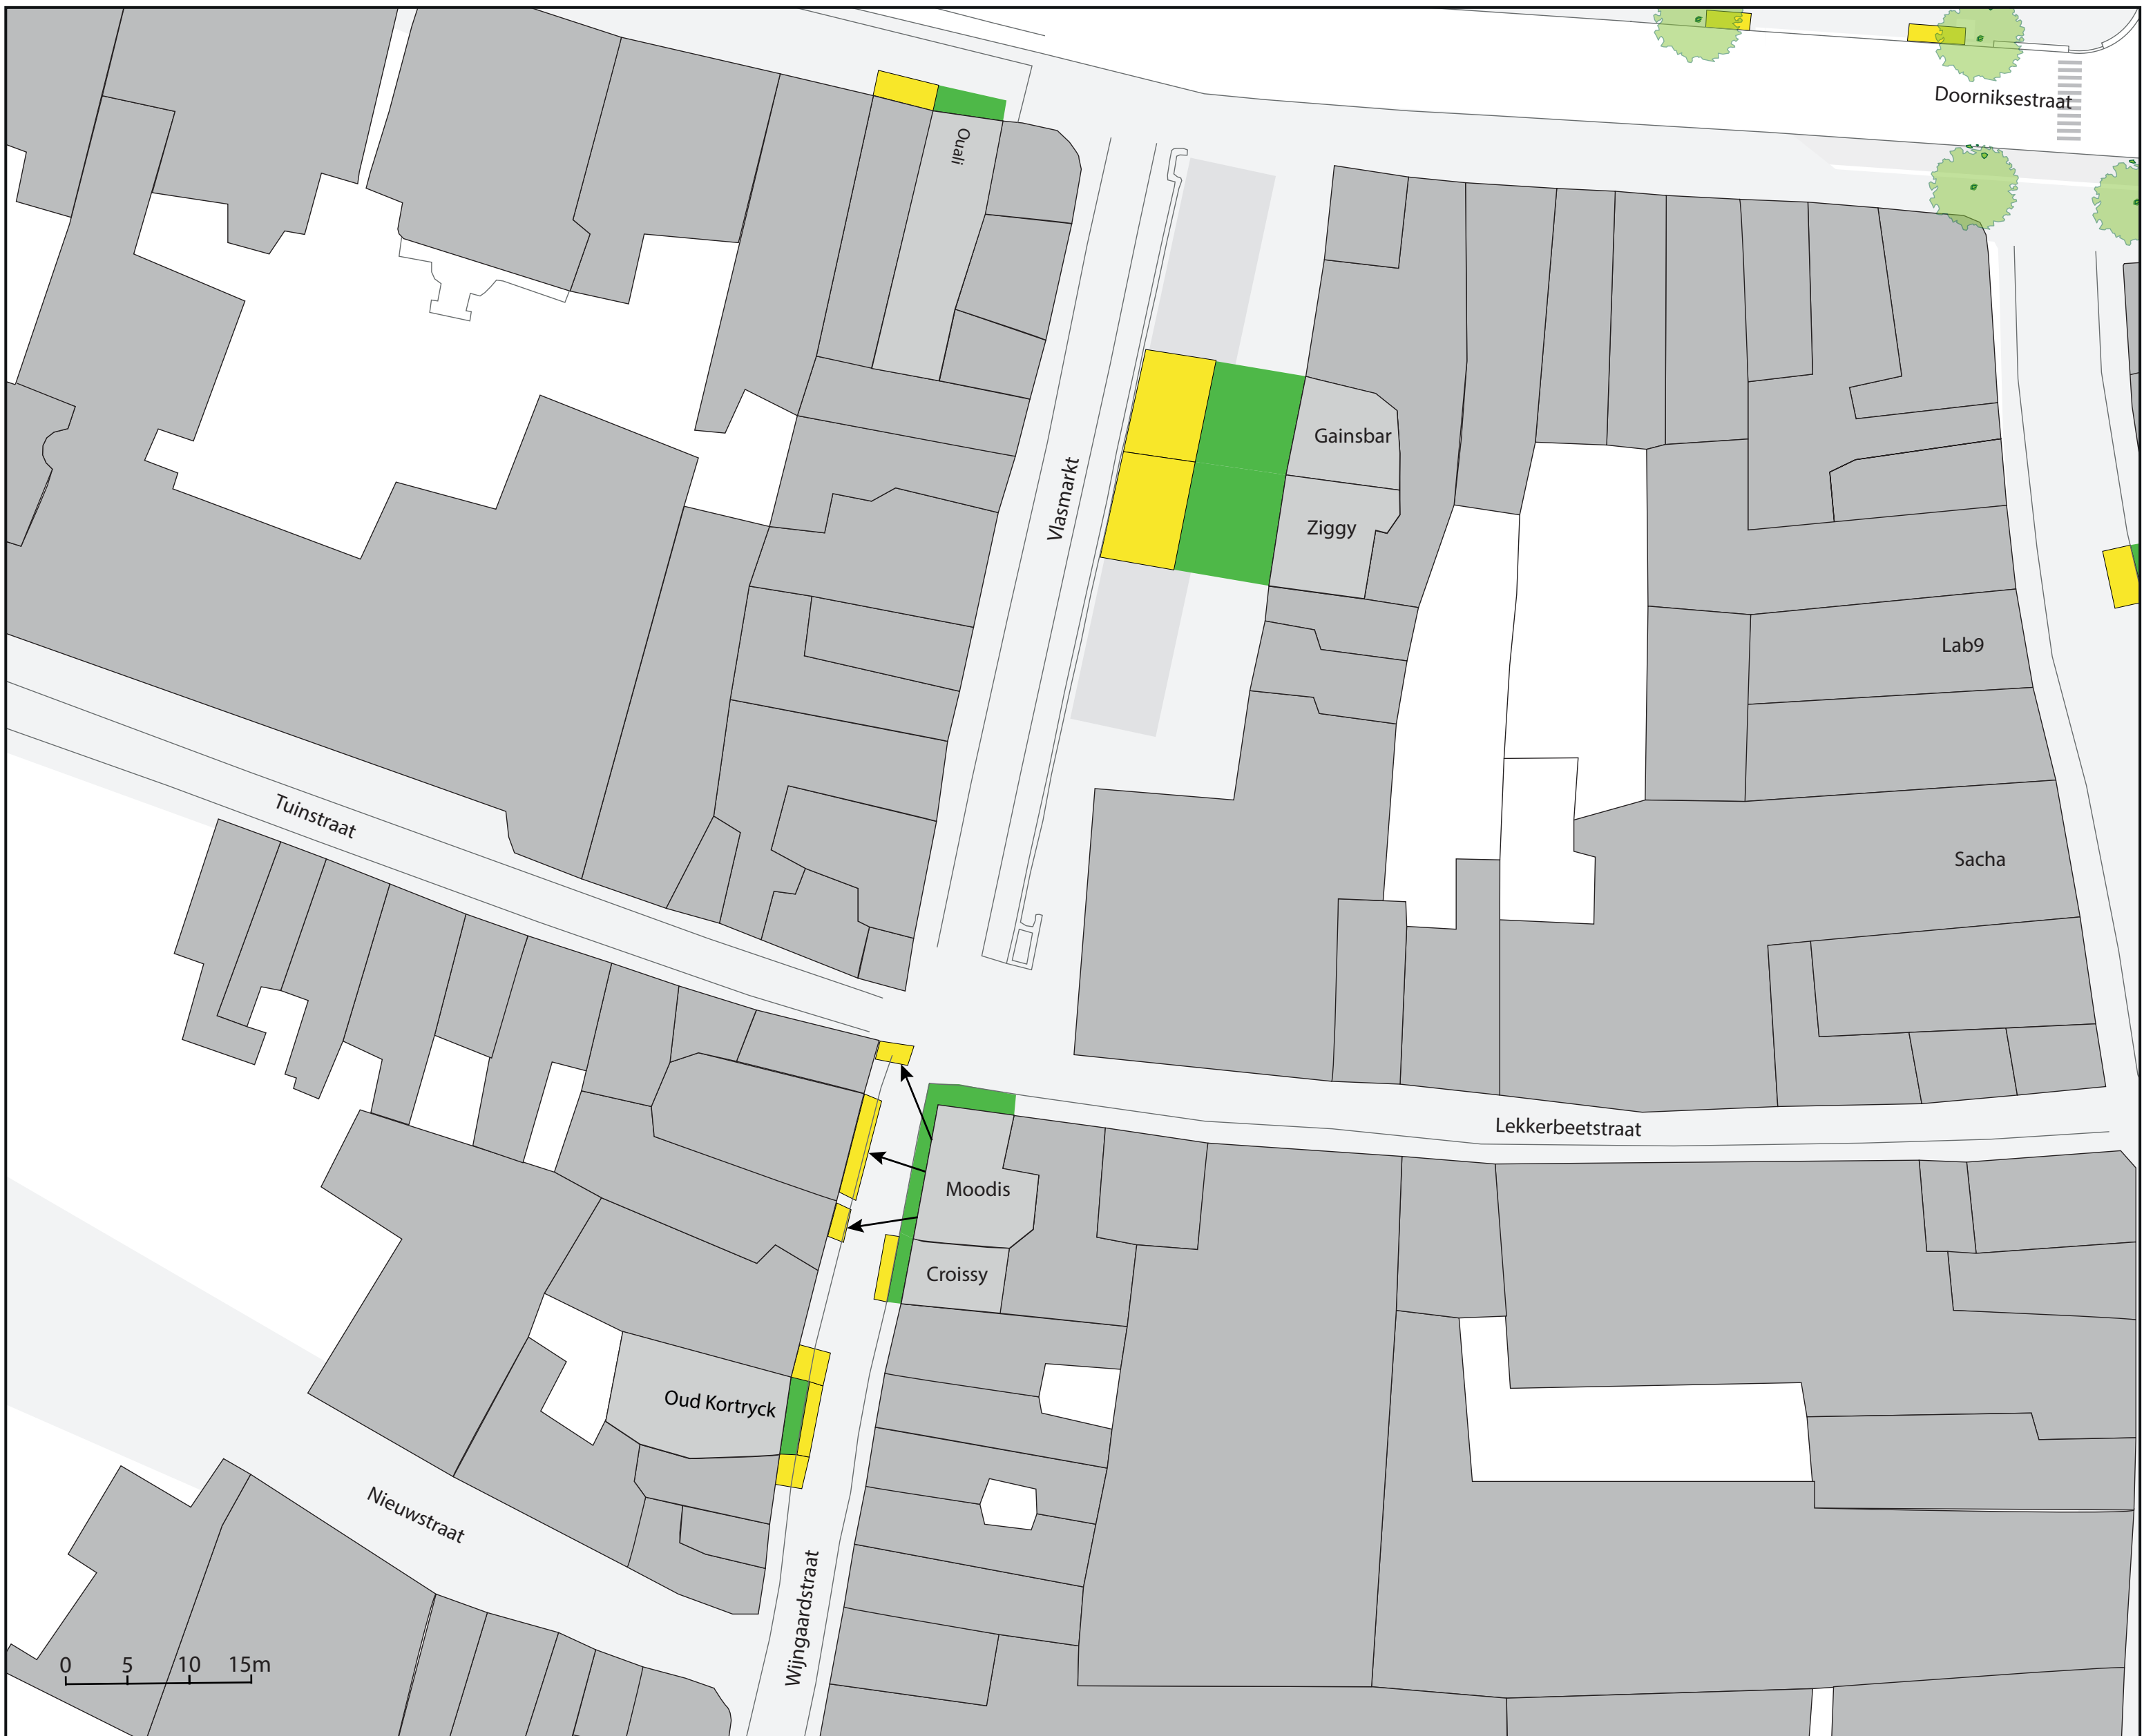 Doorniksestraat
Ouali
Gainsbar
Vlasmarkt
Ziggy
Lab9
Tuinstraat
Sacha
Lekkerbeetstraat
Moodis
Croissy
Oud Kortryck
Nieuwstraat
Wijngaardstraat
0 5 10 15m